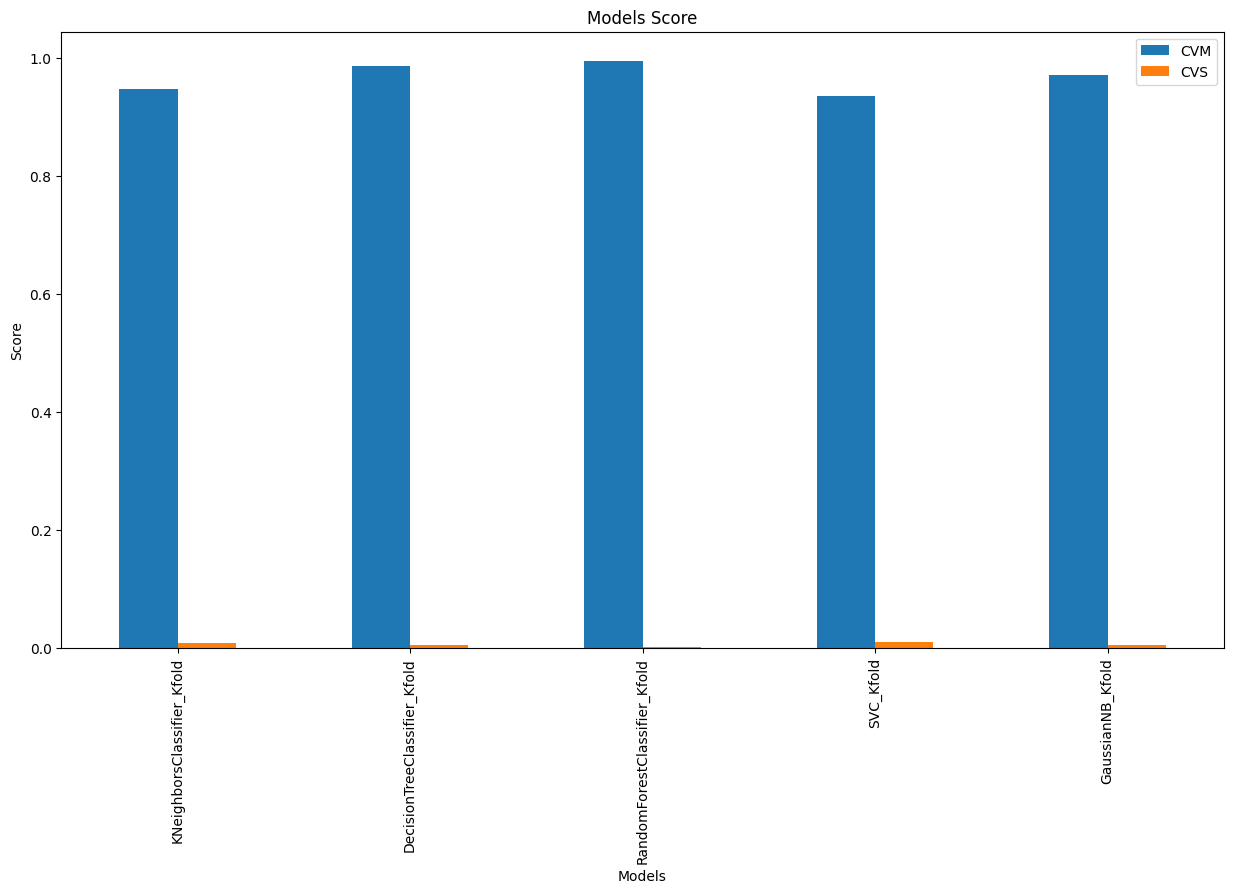 Models Score
CVM
CVS
1.0
0.8
0.6
0.4
0.2
0.0
Score
KNeighborsClassifier_Kfold
DecisionTreeClassifier_Kfold
RandomForestClassifier_Kfold
SVC_Kfold
GaussianNB_Kfold
Models